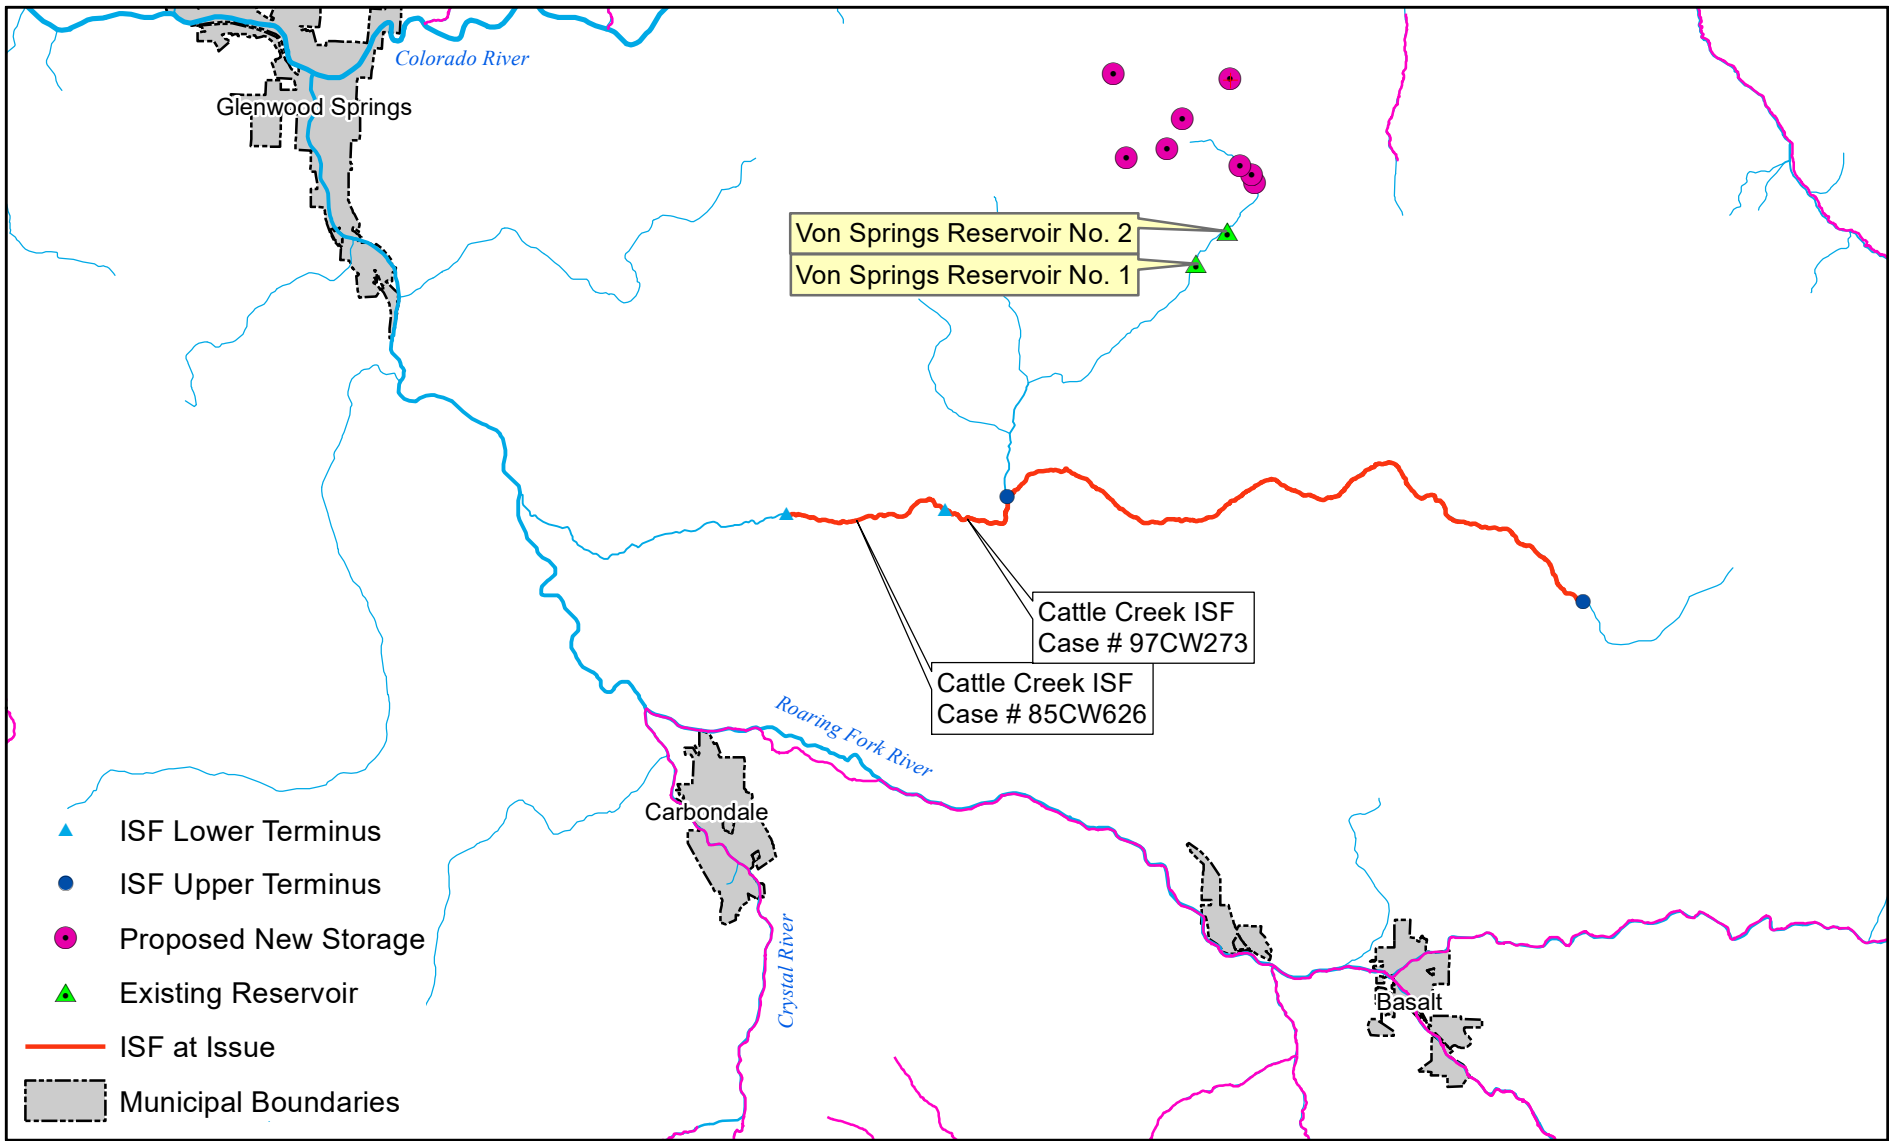 Colorado River
Glenwood Springs
Von Springs Reservoir No. 2
Von Springs Reservoir No. 1
Cattle Creek ISF
Case # 97CW273
Cattle Creek ISF
Case # 85CW626
Roaring Fork River
Carbondale
Crystal River
Basalt
ISF Lower Terminus
ISF Upper Terminus
Proposed New Storage
Existing Reservoir
ISF at Issue
Municipal Boundaries